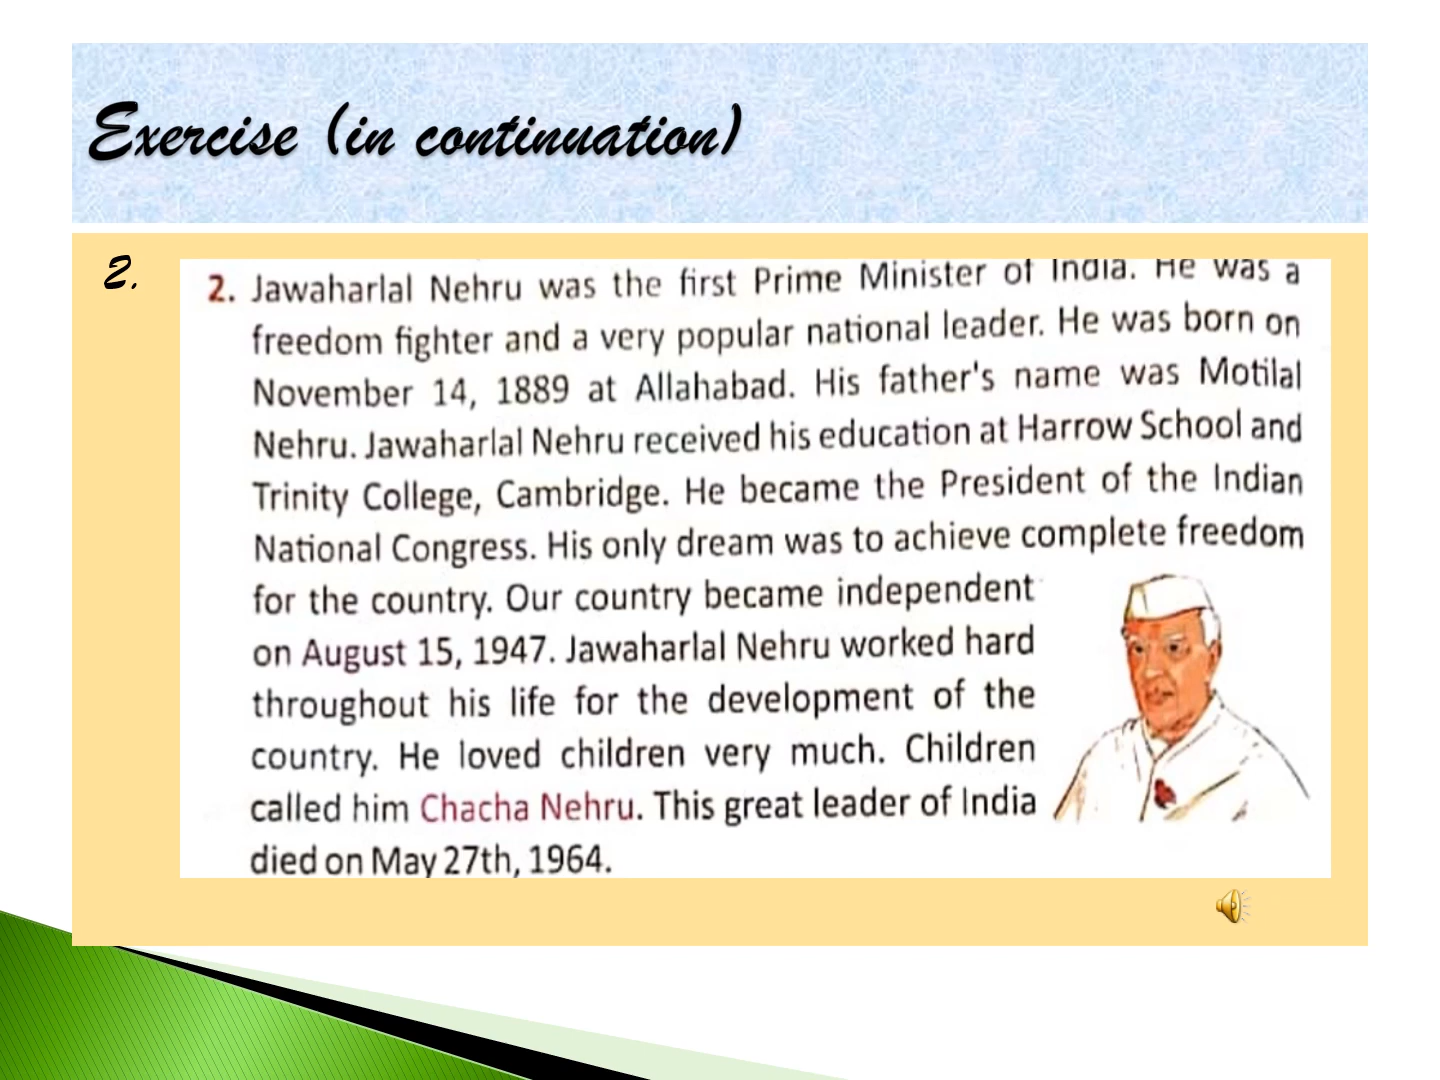 Exercise (in continuation)
2.
2. Jawaharlal Nehru was the first Prime Minister of India. He was a
freedom fighter and a very popular national leader. He was born on
November 14, 1889 at Allahabad. His father's name was Motilal
Nehru. Jawaharlal Nehru received his education at Harrow School and
Trinity College, Cambridge. He became the President of the Indian
National Congress. His only dream was to achieve complete freedom
for the country. Our country became independent
on August 15, 1947. Jawaharlal Nehru worked hard
throughout his life for the development of the
country. He loved children very much. Children
called him Chacha Nehru. This great leader of India
died on May 27th, 1964.